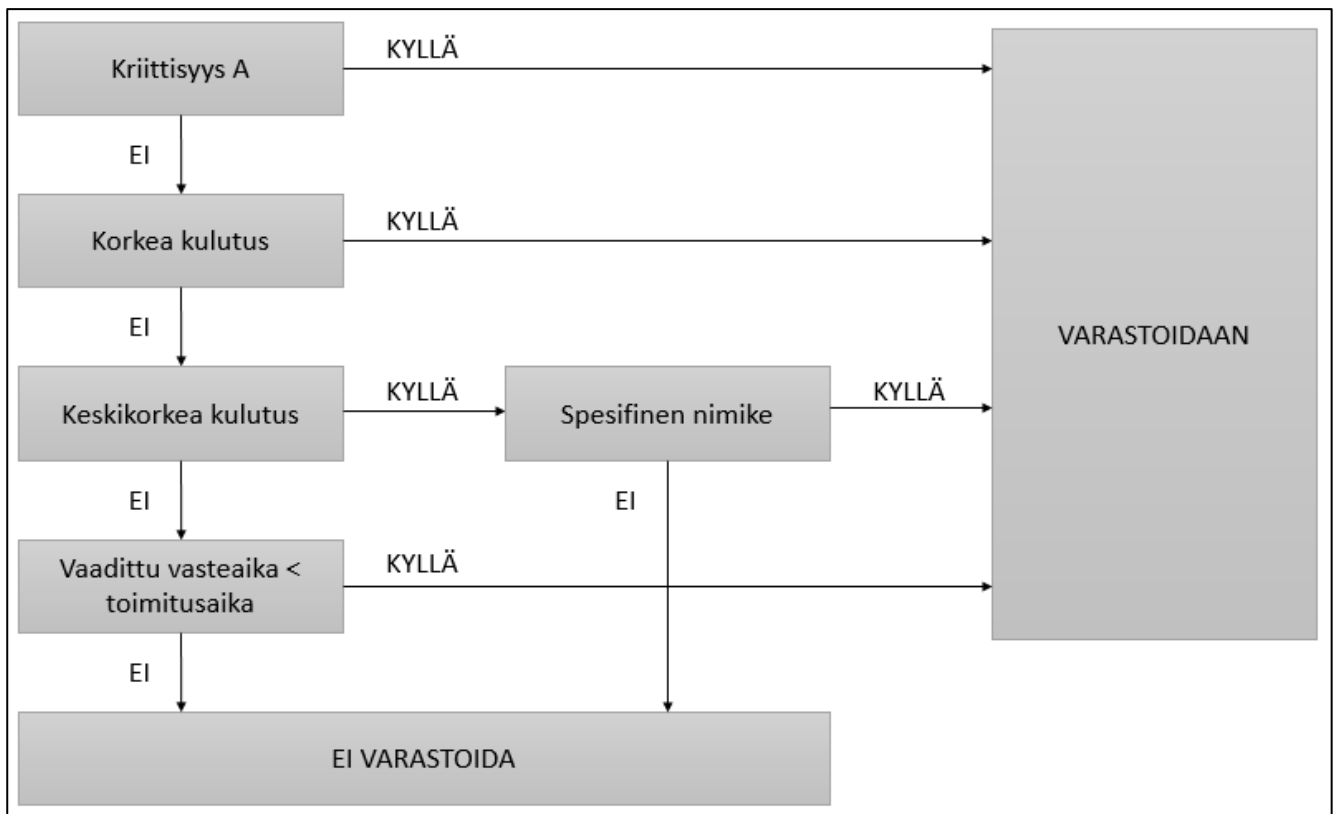 Kriittisyys A
KYLLÄ
EI
Korkea kulutus
KYLLÄ
EI
VARASTOIDAAN
Keskikorkea kulutus
KYLLÄ
Spesifinen nimike
KYLLÄ
EI
EI
Vaadittu vasteaika <
toimitusaika
KYLLÄ
EI
EI VARASTOIDA